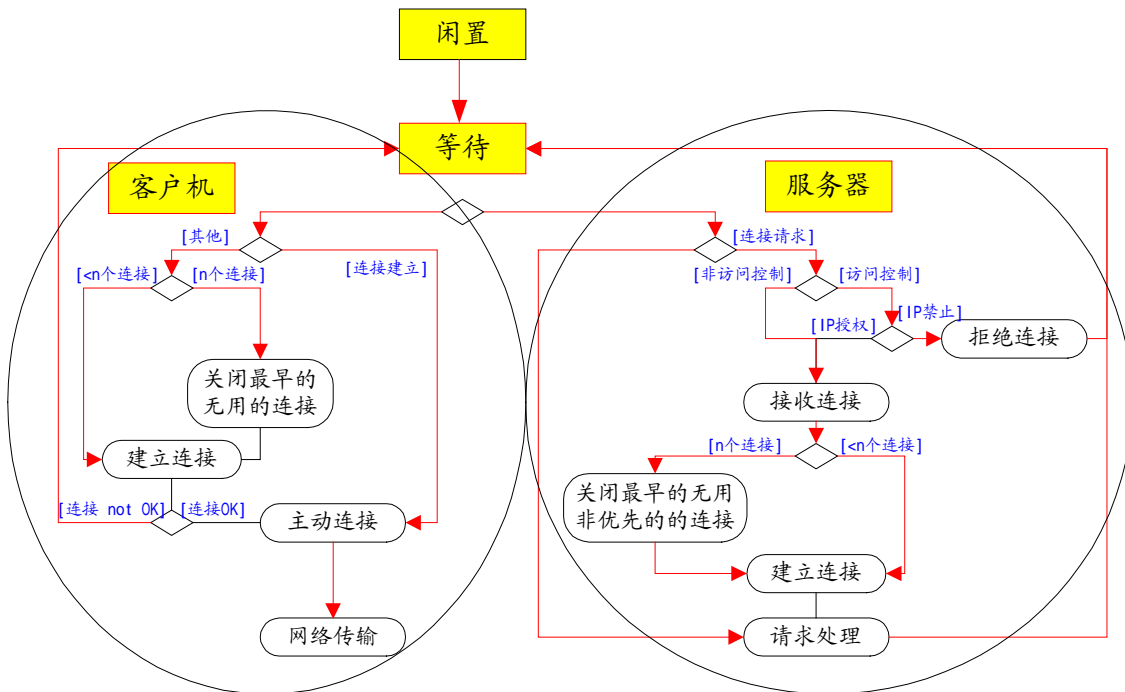 闲置
等待
客户机
服务器
[其他]
[连接请求]
[<n个连接]
[n个连接]
[连接建立]
[非访问控制]
[访问控制]
[IP授权]
[IP禁止]
拒绝连接
关闭最早的
无用的连接
接收连接
建立连接
[n个连接]
[<n个连接]
[连接 not OK]
[连接OK]
主动连接
关闭最早的无用
非优先的的连接
建立连接
网络传输
请求处理